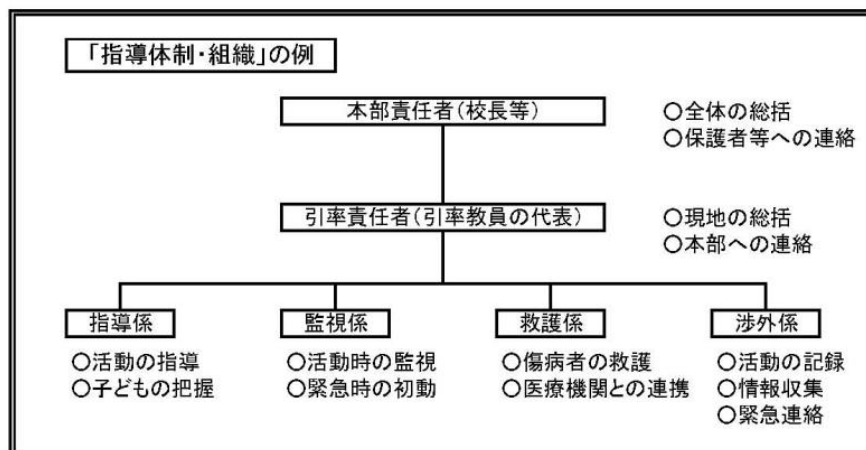 「指導体制・組織」の例
本部責任者(校長等)
○全体の総括
○保護者等への連絡
引率責任者(引率教員の代表)
○現地の総括
○本部への連絡
指導係
○活動の指導
○子どもの把握
監視係
○活動時の監視
○緊急時の初動
救護係
○傷病者の救護
○医療機関との連携
渉外係
○活動の記録
○情報収集
○緊急連絡